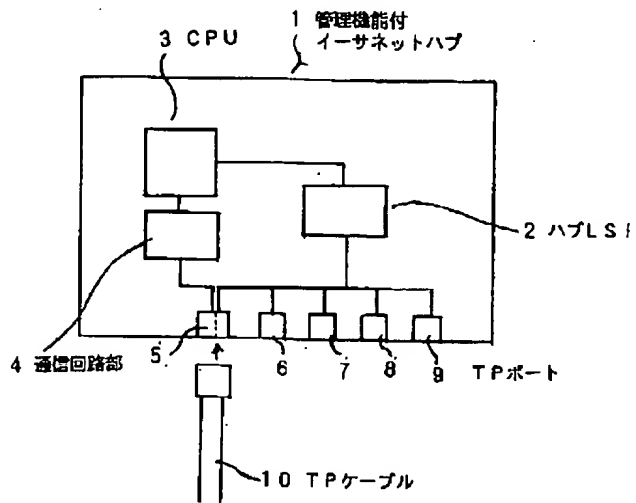 1 管理機能付
イーサネットハブ
3 CPU
2 ハブLSI
4 通信回路部
5
6
7
8
9 TPポート
10 TPケーブル